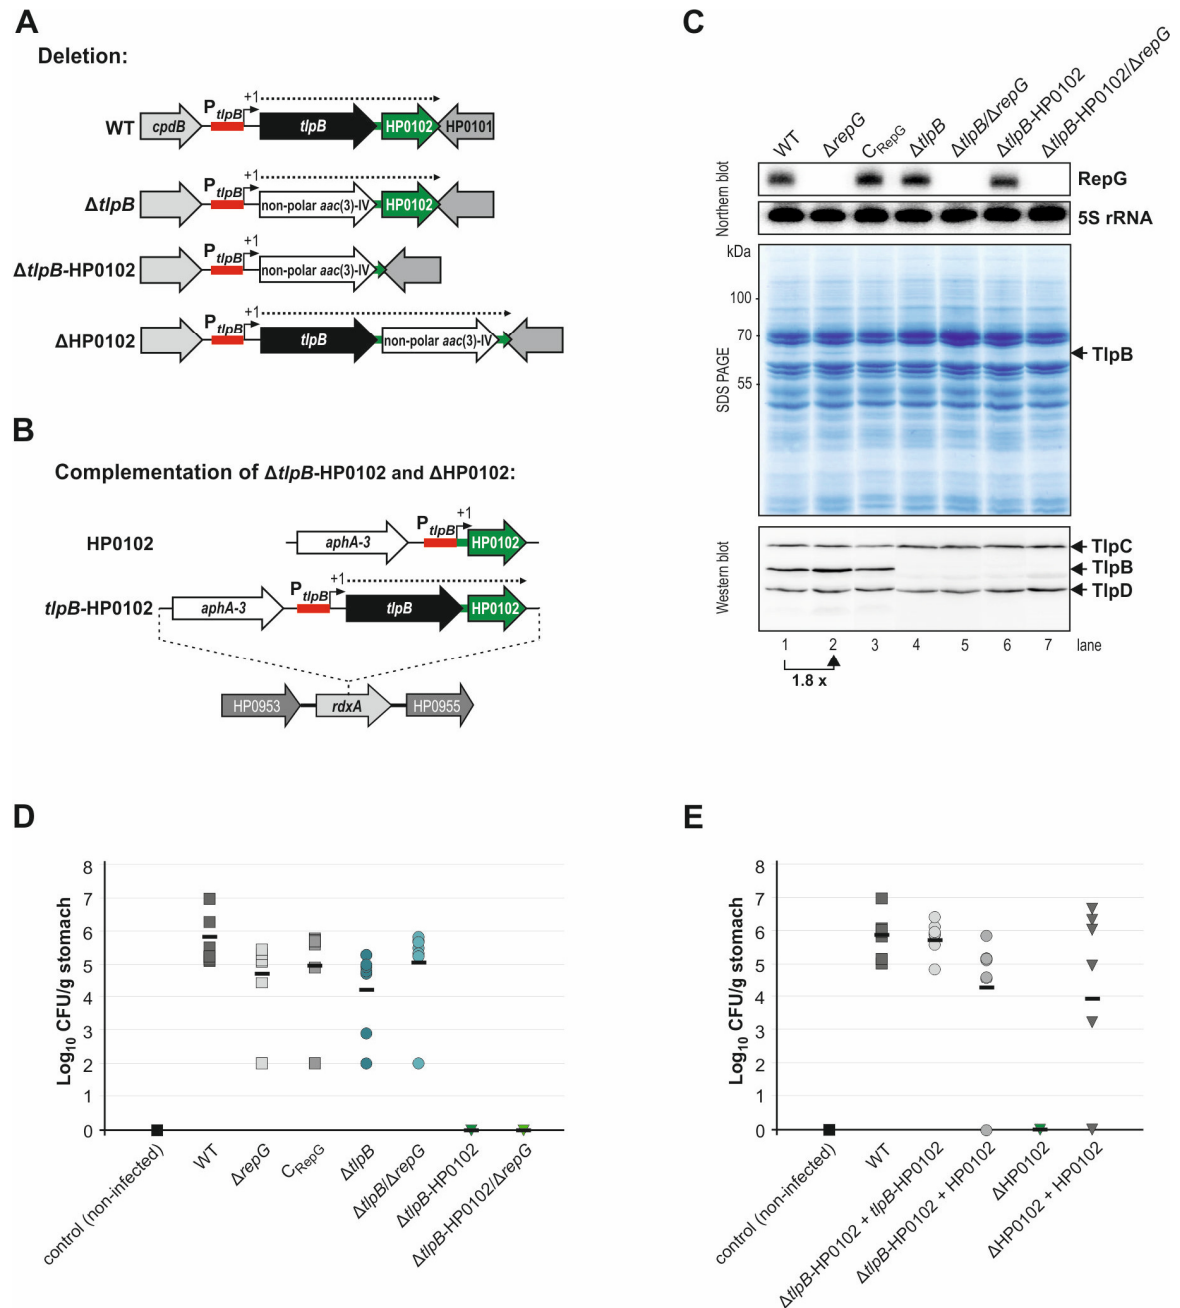 A
Deletion:
WT cpdB PtlpB +1 tlpB HP0102 HP0101
ΔtlpB PtlpB +1 non-polar aac(3)-IV HP0102
ΔtlpB-HP0102 PtlpB +1 non-polar aac(3)-IV
ΔHP0102 PtlpB +1 tlpB non-polar aac(3)-IV
B
Complementation of ΔtlpB-HP0102 and ΔHP0102:
HP0102 aphA-3 PtlpB +1 HP0102
tlpB-HP0102 aphA-3 PtlpB +1 tlpB HP0102
HP0953 rdxA HP0955
C
WT ΔrepG CRepG ΔtlpB ΔtlpB/ΔrepG ΔtlpB-HP0102 ΔtlpB-HP0102/ΔrepG
Northern blot
RepG
5S rRNA
SDS PAGE
kDa
100
70
55
TlpB
Western blot
TlpC
TlpB
TlpD
1 2 3 4 5 6 7 lane
1.8 x
D
Log10 CFU/g stomach
8
7
6
5
4
3
2
1
0
control (non-infected)
WT
ΔrepG
CRepG
ΔtlpB
ΔtlpB/ΔrepG
ΔtlpB-HP0102
ΔtlpB-HP0102/ΔrepG
E
Log10 CFU/g stomach
8
7
6
5
4
3
2
1
0
control (non-infected)
WT
ΔtlpB-HP0102 + tlpB-HP0102
ΔtlpB-HP0102 + HP0102
ΔHP0102
ΔHP0102 + HP0102